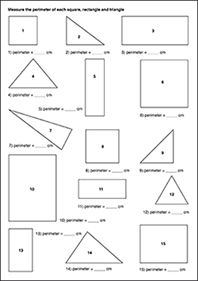 Measure the perimeter of each square, rectangle and triangle
1
2
3
1) perimeter = _____ cm
2) perimeter = _____ cm
3) perimeter = _____ cm
4
5
6
4) perimeter = _____ cm
5) perimeter = _____ cm
6) perimeter = _____ cm
7
8
9
7) perimeter = _____ cm
8) perimeter = _____ cm
9) perimeter = _____ cm
10
11
12
11) perimeter = _____ cm
12) perimeter = _____ cm
10) perimeter = _____ cm
13
13) perimeter = _____ cm
14
15
14) perimeter = _____ cm
15) perimeter = _____ cm